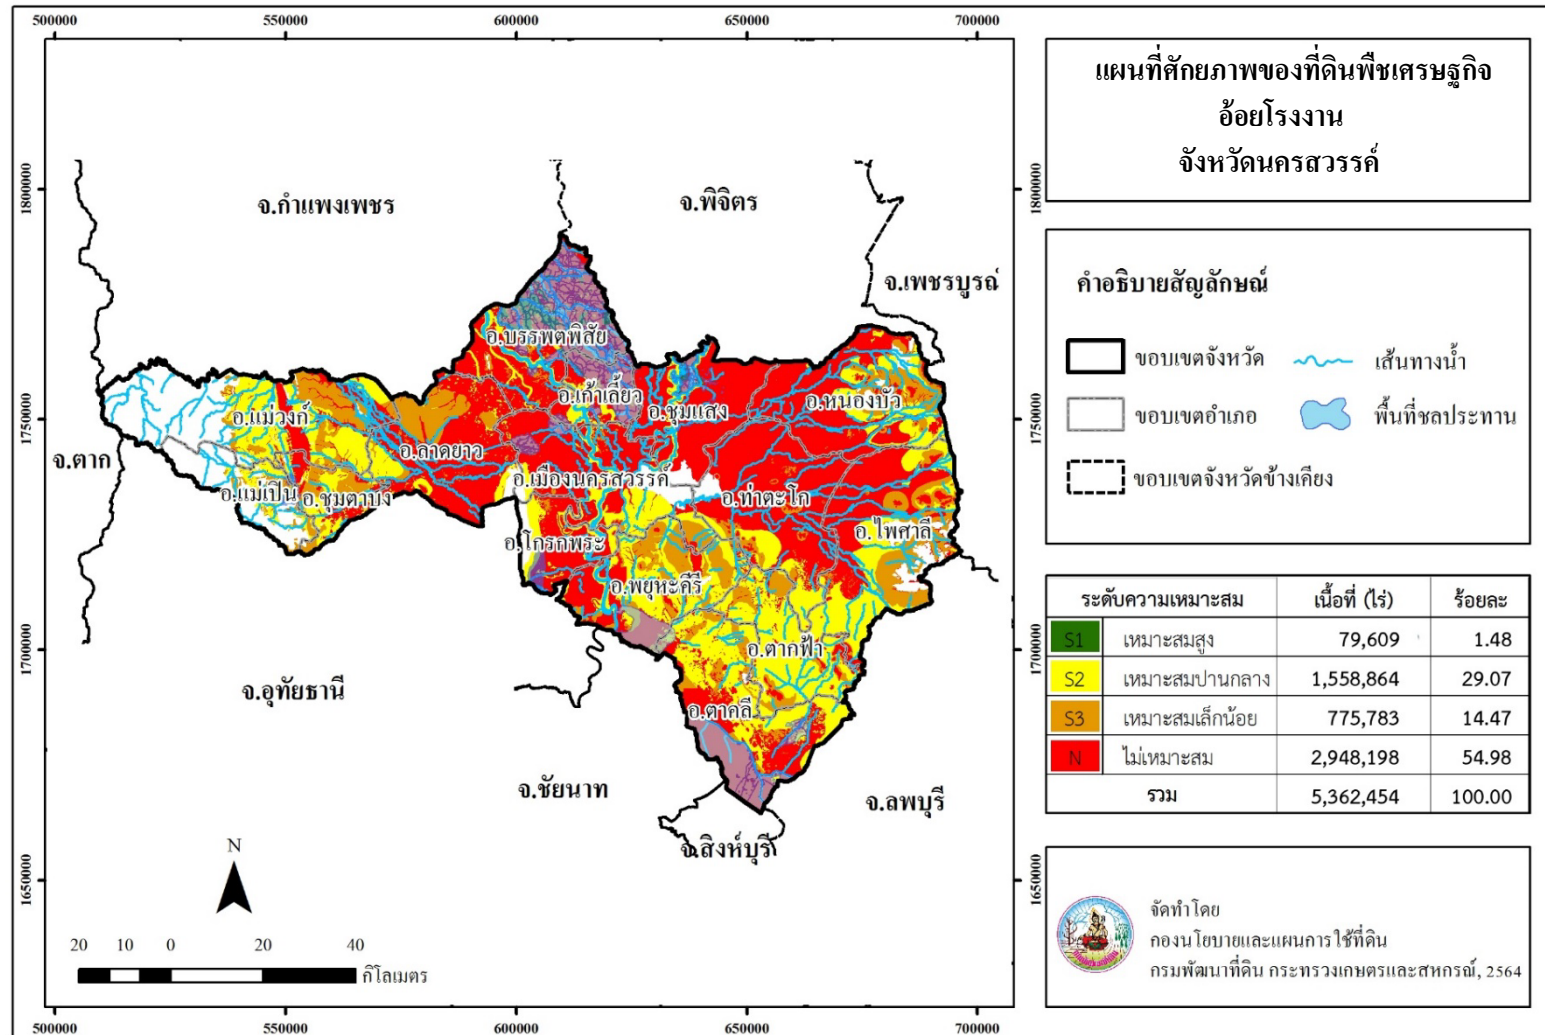 แผนที่ศักยภาพของที่ดินพืชเศรษฐกิจ
อ้อยโรงงาน
จังหวัดนครสวรรค์
500000 550000 600000 650000 700000
1800000 1800000
1750000 1750000
1700000 1700000
1650000 1650000
จ.กำแพงเพชร
จ.พิจิตร
จ.เพชรบูรณ์
จ.ตาก
จ.อุทัยธานี
จ.ชัยนาท
จ.สิงห์บุรี
จ.ลพบุรี
อ.บรรพตพิสัย
อ.เก้าเลี้ยว
อ.ชุมแสง
อ.หนองบัว
อ.แม่วงก์
อ.ลาดยาว
อ.แม่เปิน
อ.ชุมตาบง
อ.เมืองนครสวรรค์
อ.ท่าตะโก
อ.โกรกพระ
อ.ไพศาลี
อ.พยุหะคีรี
อ.ตากฟ้า
อ.ตาคลี
N
20 10 0 20 40
กิโลเมตร
500000 550000 600000 650000 700000
คำอธิบายสัญลักษณ์
ขอบเขตจังหวัด เส้นทางน้ำ
ขอบเขตอำเภอ พื้นที่ชลประทาน
ขอบเขตจังหวัดข้างเคียง
ระดับความเหมาะสม เนื้อที่ (ไร่) ร้อยละ
S1 เหมาะสมสูง 79,609 1.48
S2 เหมาะสมปานกลาง 1,558,864 29.07
S3 เหมาะสมเล็กน้อย 775,783 14.47
N ไม่เหมาะสม 2,948,198 54.98
รวม 5,362,454 100.00
จัดทำโดย
กองนโยบายและแผนการใช้ที่ดิน
กรมพัฒนาที่ดิน กระทรวงเกษตรและสหกรณ์, 2564